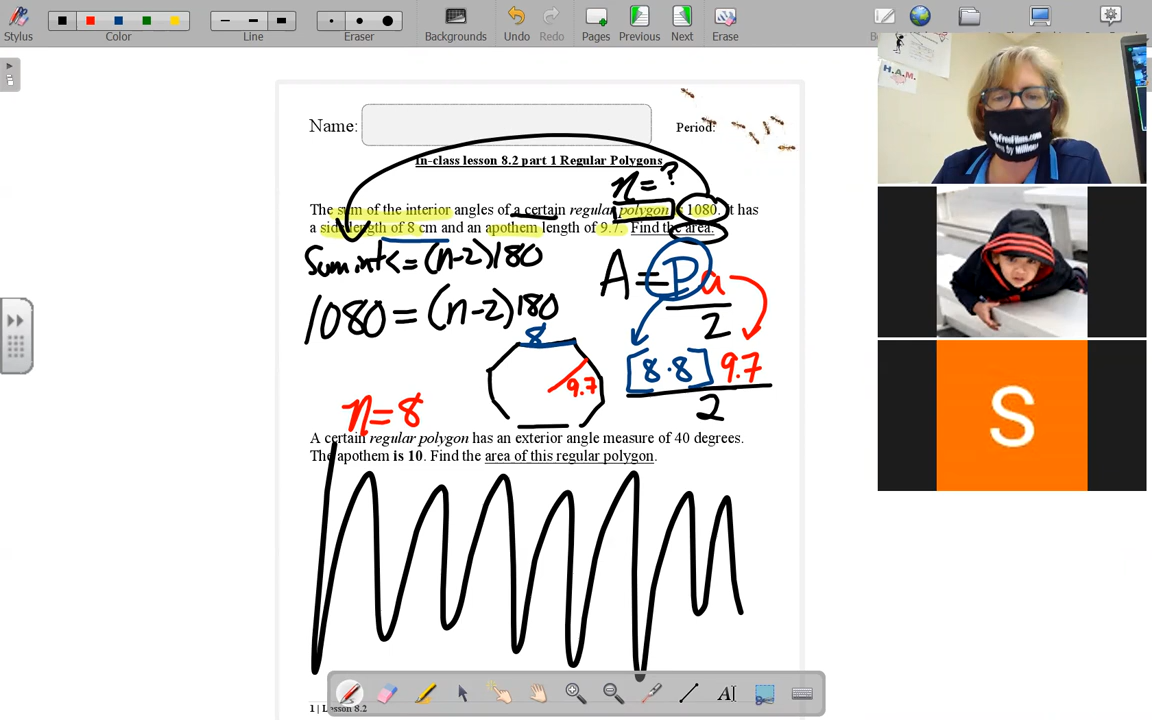 Stylus Color Line Eraser Backgrounds Undo Redo Pages Previous Next Erase
H.A.M.
Name: Period:
In-class lesson 8.2 part 1 Regular Polygons
n = ?
The sum of the interior angles of a certain regular polygon is 1080. It has
a side length of 8 cm and an apothem length of 9.7. Find the area.
Sum int < = (n-2)180
A = Pa
2
1080 = (n-2)180
8
[8·8] 9.7
2
9.7
n=8
A certain regular polygon has an exterior angle measure of 40 degrees.
The apothem is 10. Find the area of this regular polygon.
1 | Lesson 8.2
S